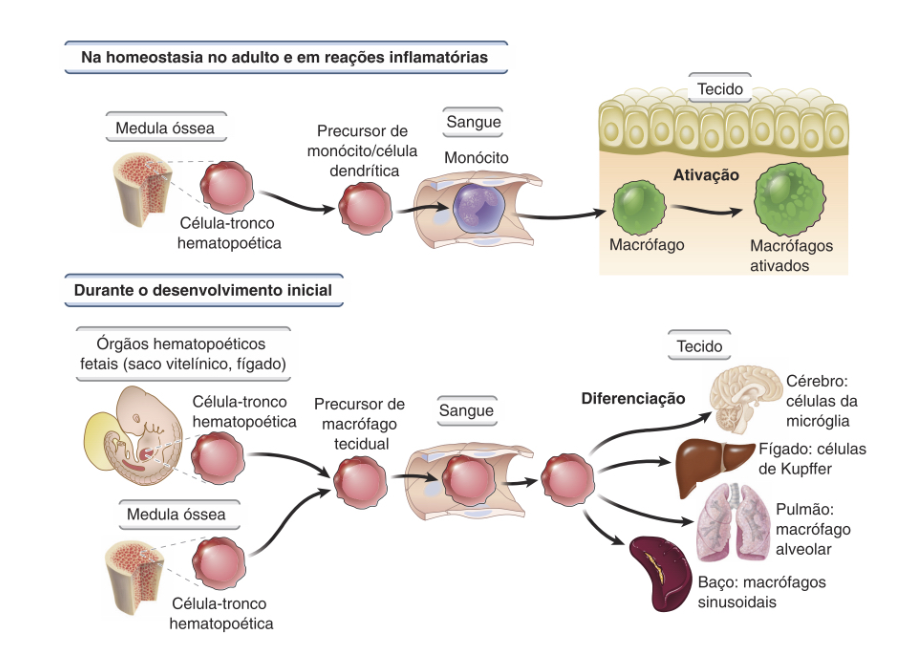 Na homeostasia no adulto e em reações inflamatórias
Tecido
Medula óssea
Precursor de
monócito/célula
dendrítica
Sangue
Monócito
Ativação
Célula-tronco
hematopoética
Macrófago
Macrófagos
ativados
Durante o desenvolvimento inicial
Órgãos hematopoéticos
fetais (saco vitelínico, fígado)
Tecido
Célula-tronco
hematopoética
Precursor de
macrófago
tecidual
Sangue
Diferenciação
Cérebro:
células da
micróglia
Fígado: células
de Kupffer
Medula óssea
Pulmão:
macrófago
alveolar
Célula-tronco
hematopoética
Baço: macrófagos
sinusoidais